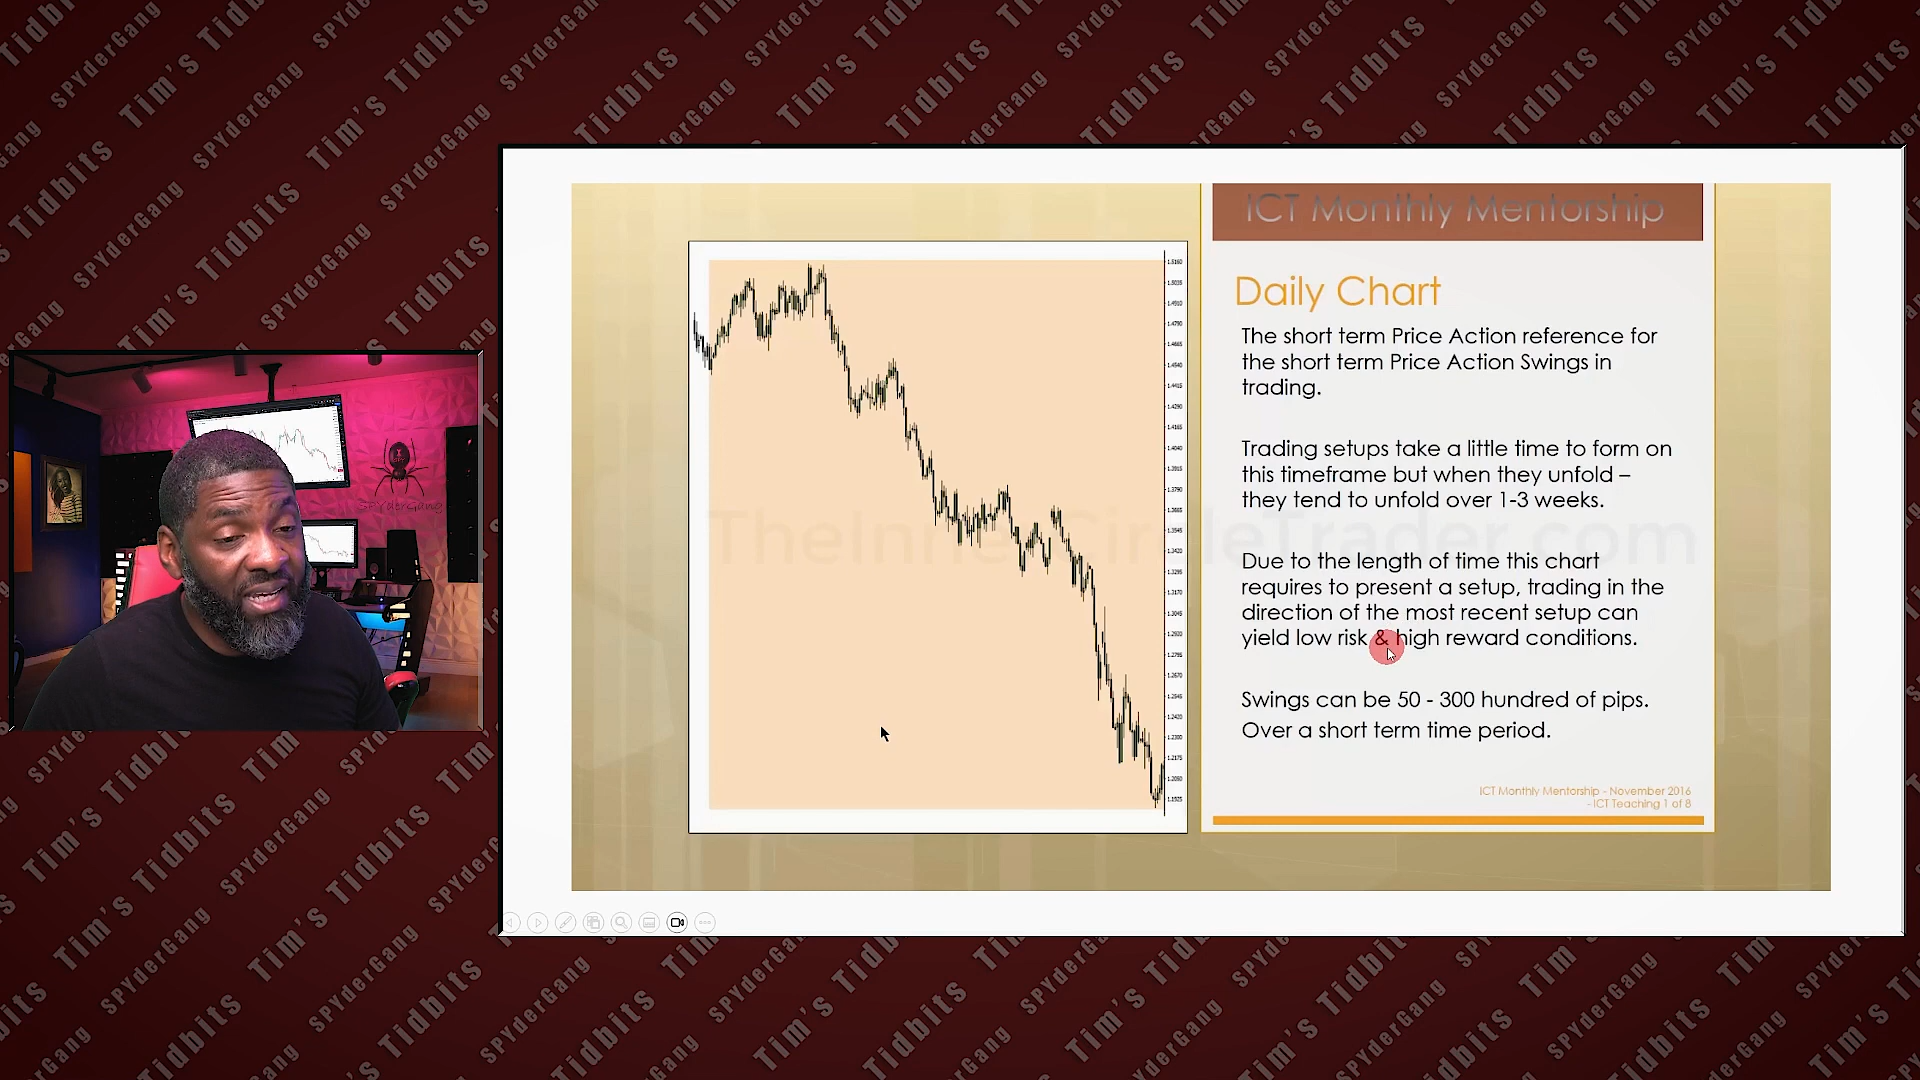 ICT Monthly Mentorship
Daily Chart
The short term Price Action reference for
the short term Price Action Swings in
trading.
Trading setups take a little time to form on
this timeframe but when they unfold –
they tend to unfold over 1-3 weeks.
Due to the length of time this chart
requires to present a setup, trading in the
direction of the most recent setup can
yield low risk & high reward conditions.
Swings can be 50 - 300 hundred of pips.
Over a short term time period.
ICT Monthly Mentorship - November 2016
- ICT Teaching 1 of 8
TheInnerCircleTrader.com
SPYderGang
Tim's Tidbits
SPYderGang